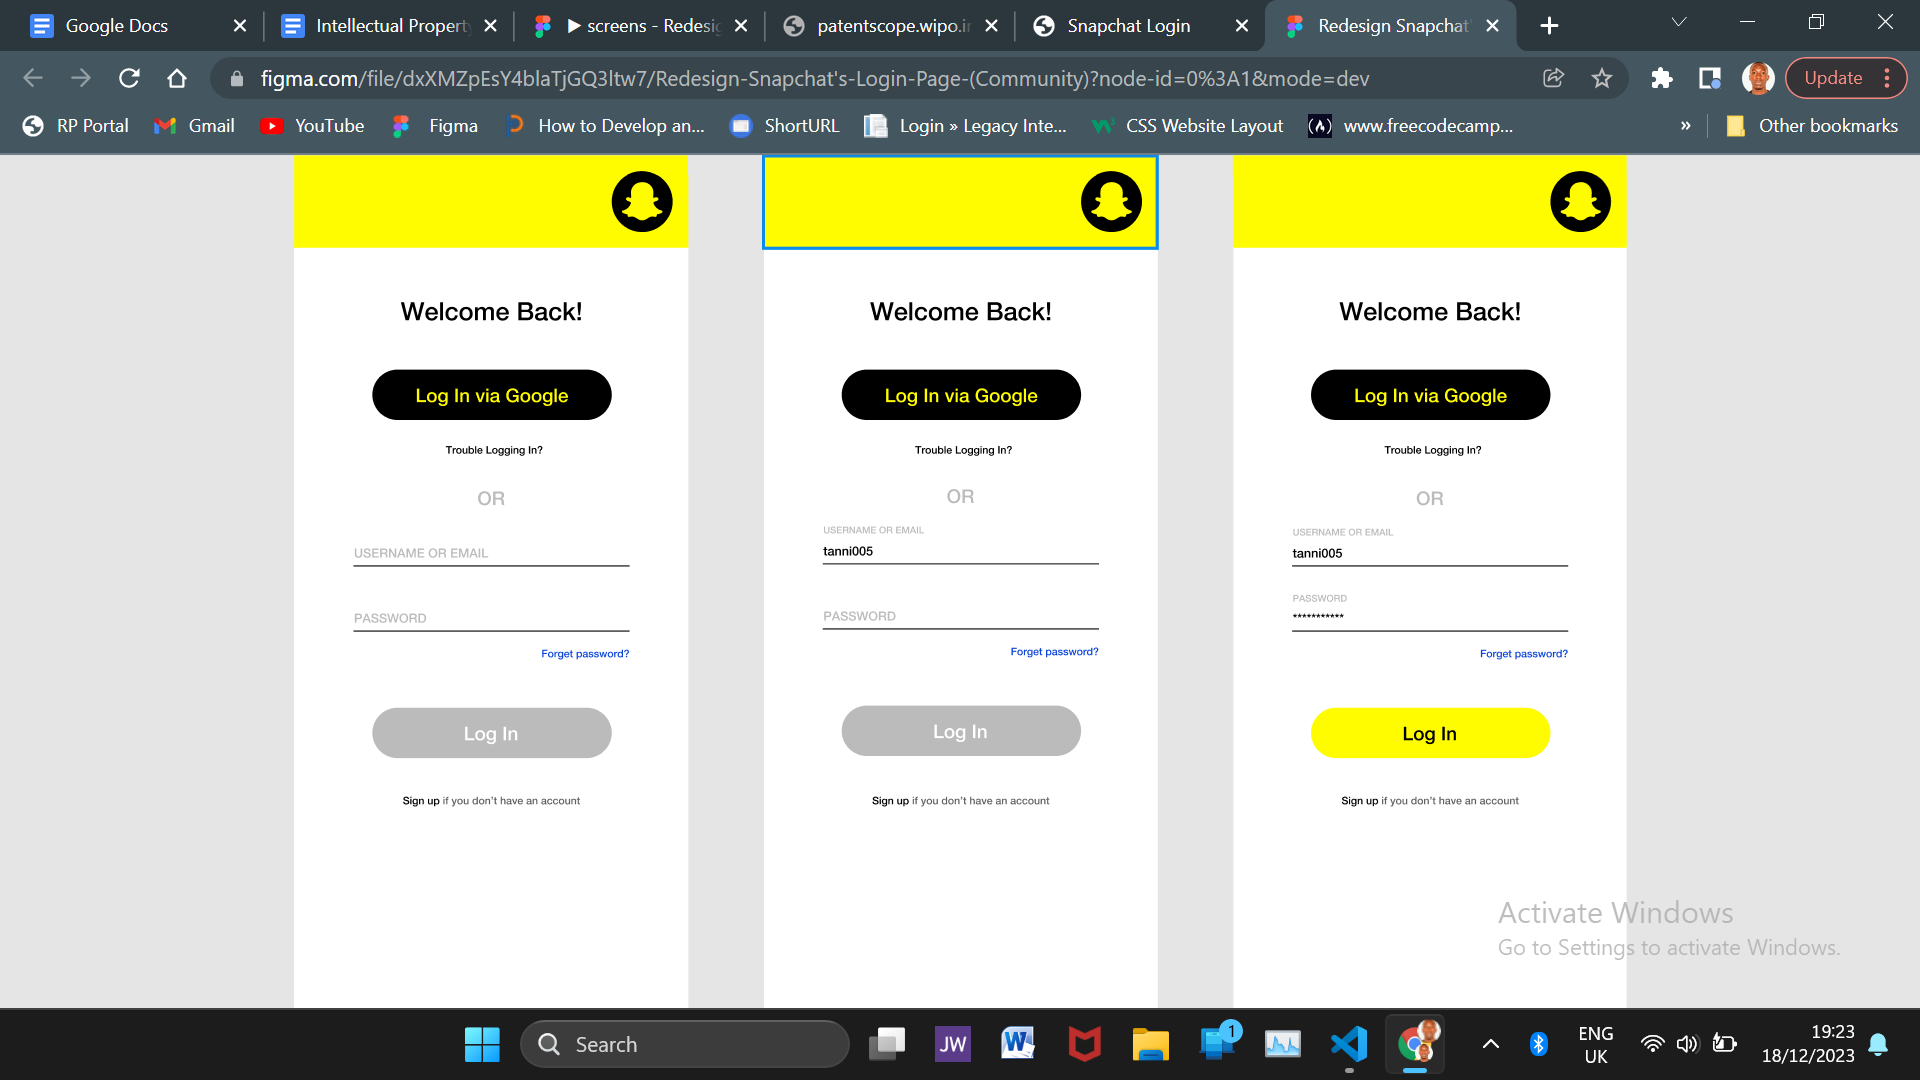 Google Docs
Intellectual Property
▶ screens - Redesig
patentscope.wipo.in
Snapchat Login
Redesign Snapchat'
figma.com/file/dxXMZpEsY4blaTjGQ3ltw7/Redesign-Snapchat's-Login-Page-(Community)?node-id=0%3A1&mode=dev
Update
RP Portal
Gmail
YouTube
Figma
How to Develop an...
ShortURL
Login » Legacy Inte...
CSS Website Layout
(A) www.freecodecamp...
»
Other bookmarks
Welcome Back!
Log In via Google
Trouble Logging In?
OR
USERNAME OR EMAIL
PASSWORD
Forget password?
Log In
Sign up if you don't have an account
Welcome Back!
Log In via Google
Trouble Logging In?
OR
USERNAME OR EMAIL
tanni005
PASSWORD
Forget password?
Log In
Sign up if you don't have an account
Welcome Back!
Log In via Google
Trouble Logging In?
OR
USERNAME OR EMAIL
tanni005
PASSWORD
***********
Forget password?
Log In
Sign up if you don't have an account
Activate Windows
Go to Settings to activate Windows.
Search
JW
W
1
ENG
UK
19:23
18/12/2023